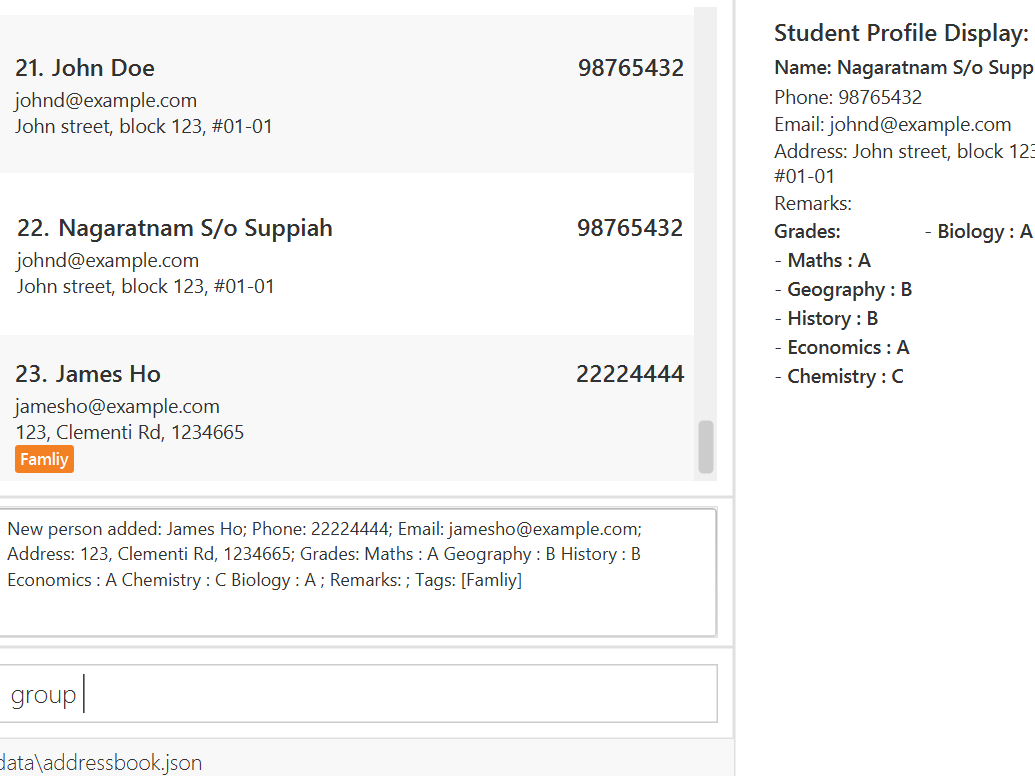 21. John Doe 98765432
johnd@example.com
John street, block 123, #01-01
22. Nagaratnam S/o Suppiah 98765432
johnd@example.com
John street, block 123, #01-01
23. James Ho 22224444
jamesho@example.com
123, Clementi Rd, 1234665
Famliy
New person added: James Ho; Phone: 22224444; Email: jamesho@example.com;
Address: 123, Clementi Rd, 1234665; Grades: Maths : A Geography : B History : B
Economics : A Chemistry : C Biology : A ; Remarks: ; Tags: [Famliy]
group
data\addressbook.json
Student Profile Display:
Name: Nagaratnam S/o Supp
Phone: 98765432
Email: johnd@example.com
Address: John street, block 123
#01-01
Remarks:
Grades: - Biology : A
- Maths : A
- Geography : B
- History : B
- Economics : A
- Chemistry : C